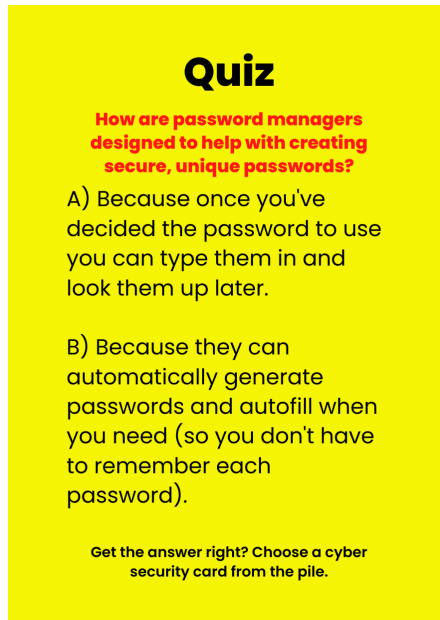 Quiz
How are password managers
designed to help with creating
secure, unique passwords?
A) Because once you've
decided the password to use
you can type them in and
look them up later.
B) Because they can
automatically generate
passwords and autofill when
you need (so you don't have
to remember each
password).
Get the answer right? Choose a cyber
security card from the pile.